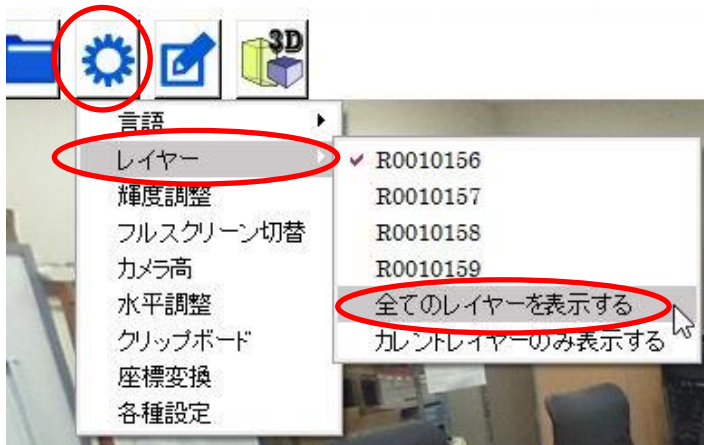 3D
言語
レイヤー
輝度調整
フルスクリーン切替
カメラ高
水平調整
クリップボード
座標変換
各種設定
R0010156
R0010157
R0010158
R0010159
全てのレイヤーを表示する
カレントレイヤーのみ表示する